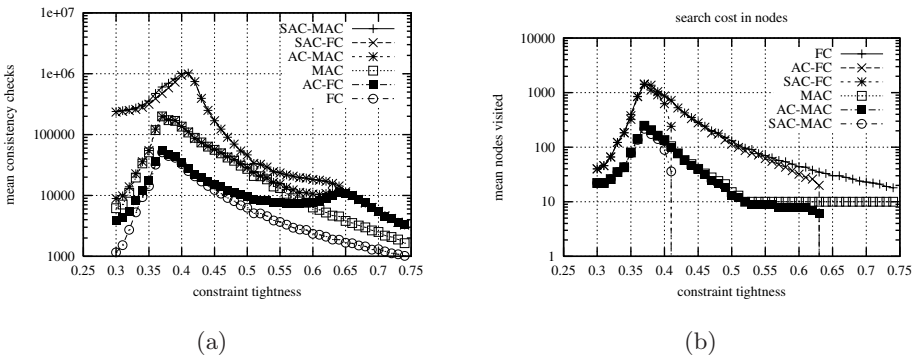 1e+07
1e+06
100000
10000
1000
mean consistency checks
0.25 0.3 0.35 0.4 0.45 0.5 0.55 0.6 0.65 0.7 0.75
constraint tightness
SAC-MAC
SAC-FC
AC-MAC
MAC
AC-FC
FC
(a)
search cost in nodes
10000
1000
100
10
1
mean nodes visited
0.25 0.3 0.35 0.4 0.45 0.5 0.55 0.6 0.65 0.7 0.75
constraint tightness
FC
AC-FC
SAC-FC
MAC
AC-MAC
SAC-MAC
(b)